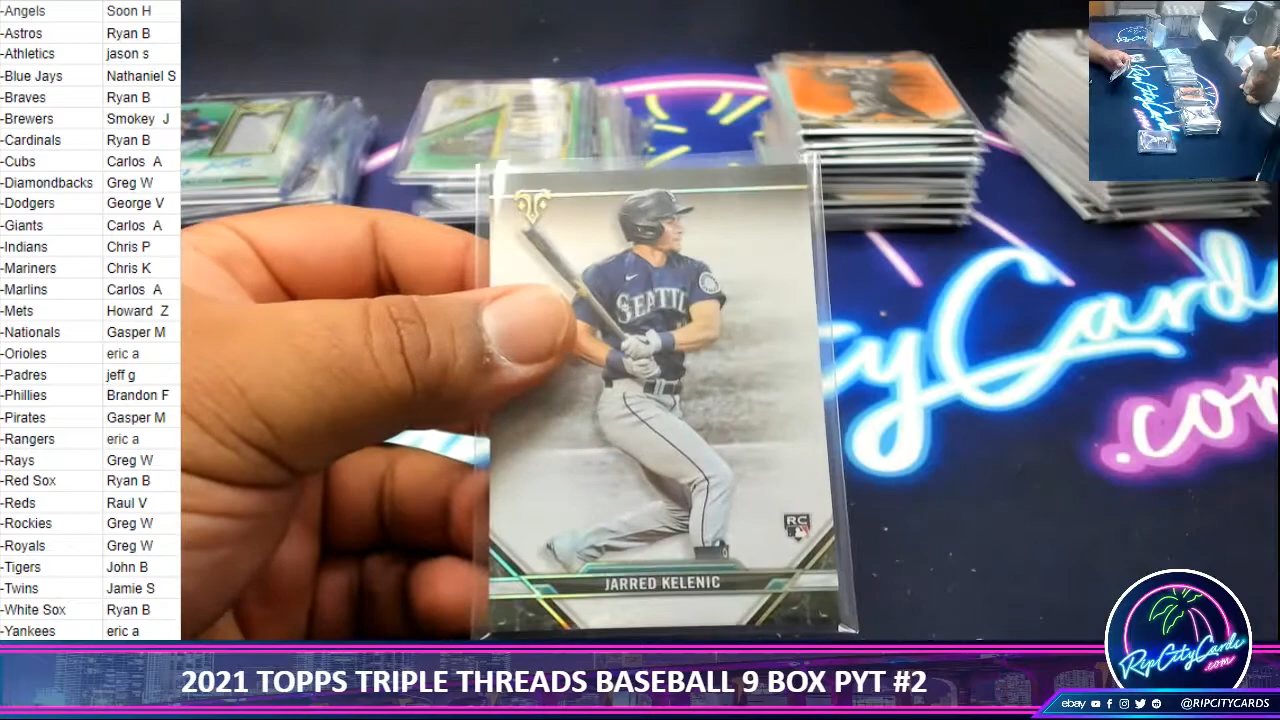 -Angels Soon H
-Astros Ryan B
-Athletics jason s
-Blue Jays Nathaniel S
-Braves Ryan B
-Brewers Smokey J
-Cardinals Ryan B
-Cubs Carlos A
-Diamondbacks Greg W
-Dodgers George V
-Giants Carlos A
-Indians Chris P
-Mariners Chris K
-Marlins Carlos A
-Mets Howard Z
-Nationals Gasper M
-Orioles eric a
-Padres jeff g
-Phillies Brandon F
-Pirates Gasper M
-Rangers eric a
-Rays Greg W
-Red Sox Ryan B
-Reds Raul V
-Rockies Greg W
-Royals Greg W
-Tigers John B
-Twins Jamie S
-White Sox Ryan B
-Yankees eric a
SEATTL
RC
JARRED KELENIC
yCards
.com
RipCityCards
.com
2021 TOPPS TRIPLE THREADS BASEBALL 9 BOX PYT #2
ebay @RIPCITYCARDS